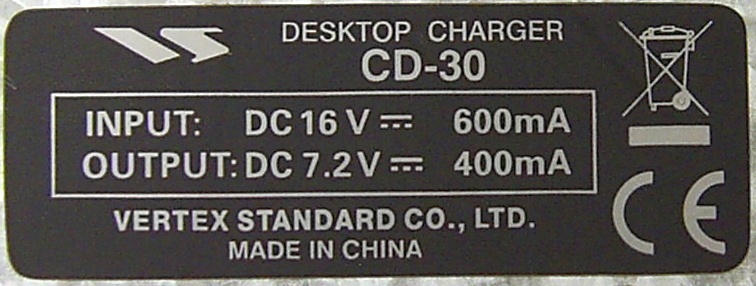 DESKTOP CHARGER
CD-30
INPUT: DC 16 V ⎓ 600mA
OUTPUT: DC 7.2 V ⎓ 400mA
VERTEX STANDARD CO., LTD.
MADE IN CHINA
CE